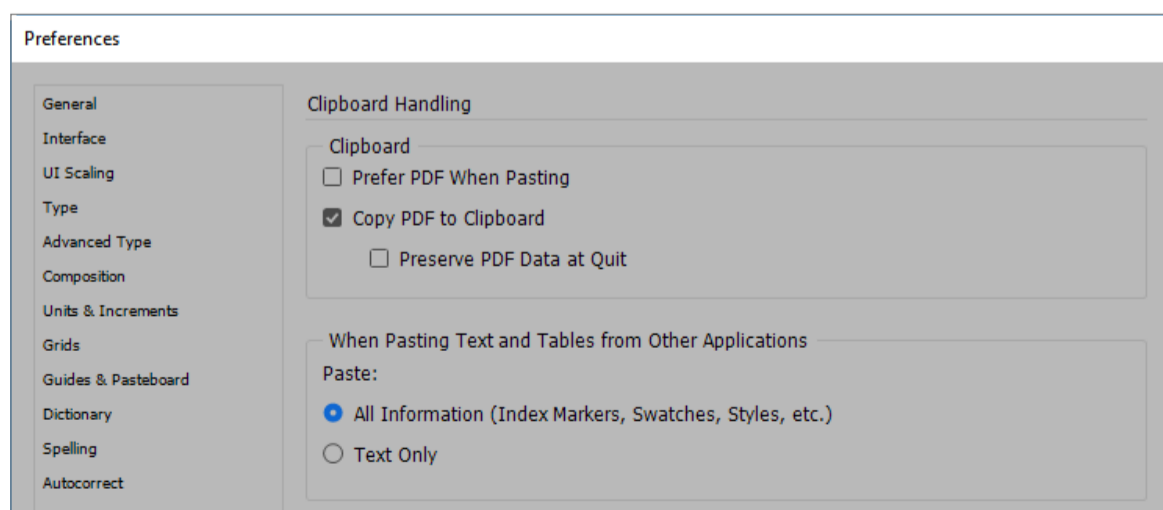 Preferences
General
Interface
UI Scaling
Type
Advanced Type
Composition
Units & Increments
Grids
Guides & Pasteboard
Dictionary
Spelling
Autocorrect
Clipboard Handling
Clipboard
Prefer PDF When Pasting
Copy PDF to Clipboard
Preserve PDF Data at Quit
When Pasting Text and Tables from Other Applications
Paste:
All Information (Index Markers, Swatches, Styles, etc.)
Text Only